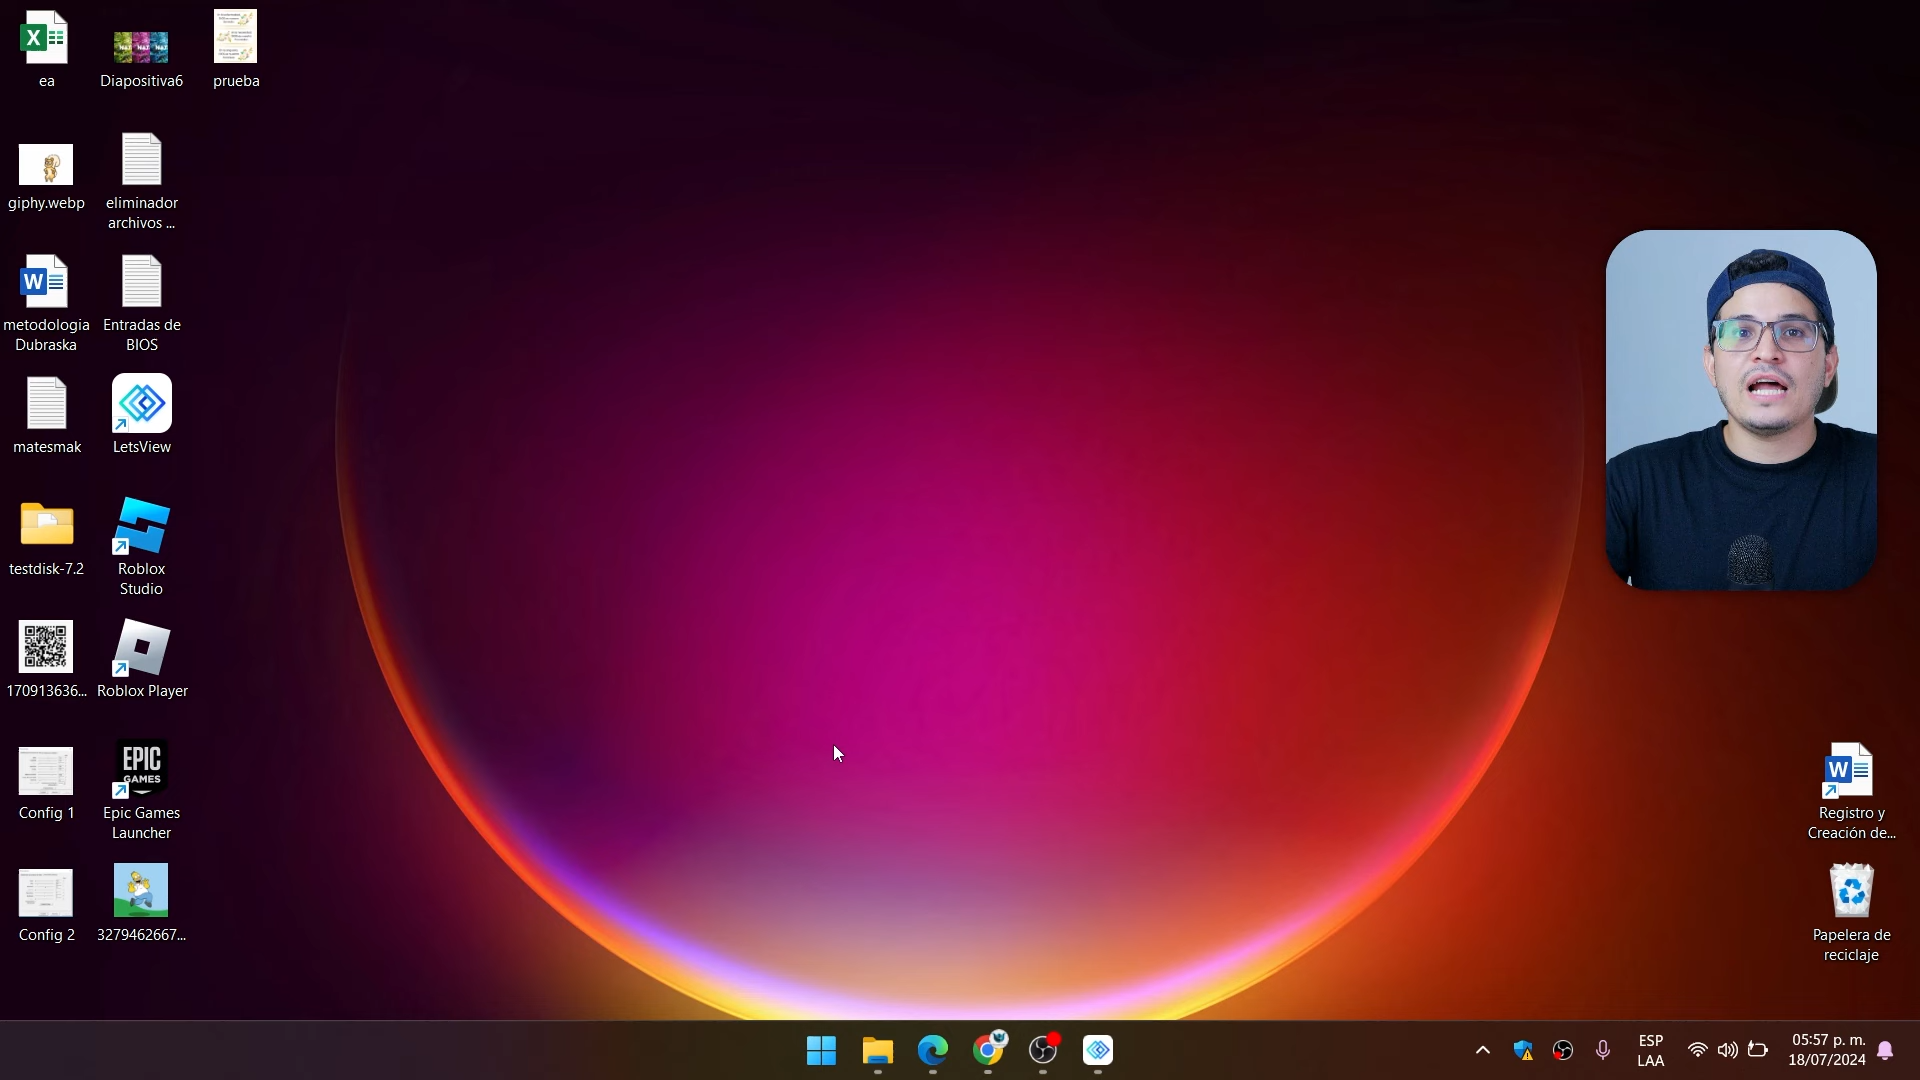 ea
Diapositiva6
prueba
giphy.webp
eliminador
archivos ...
metodologia
Dubraska
Entradas de
BIOS
matesmak
LetsView
testdisk-7.2
Roblox
Studio
170913636...
Roblox Player
EPIC
GAMES
Config 1
Epic Games
Launcher
Config 2
3279462667...
Registro y
Creación de...
Papelera de
reciclaje
ESP
LAA
05:57 p. m.
18/07/2024